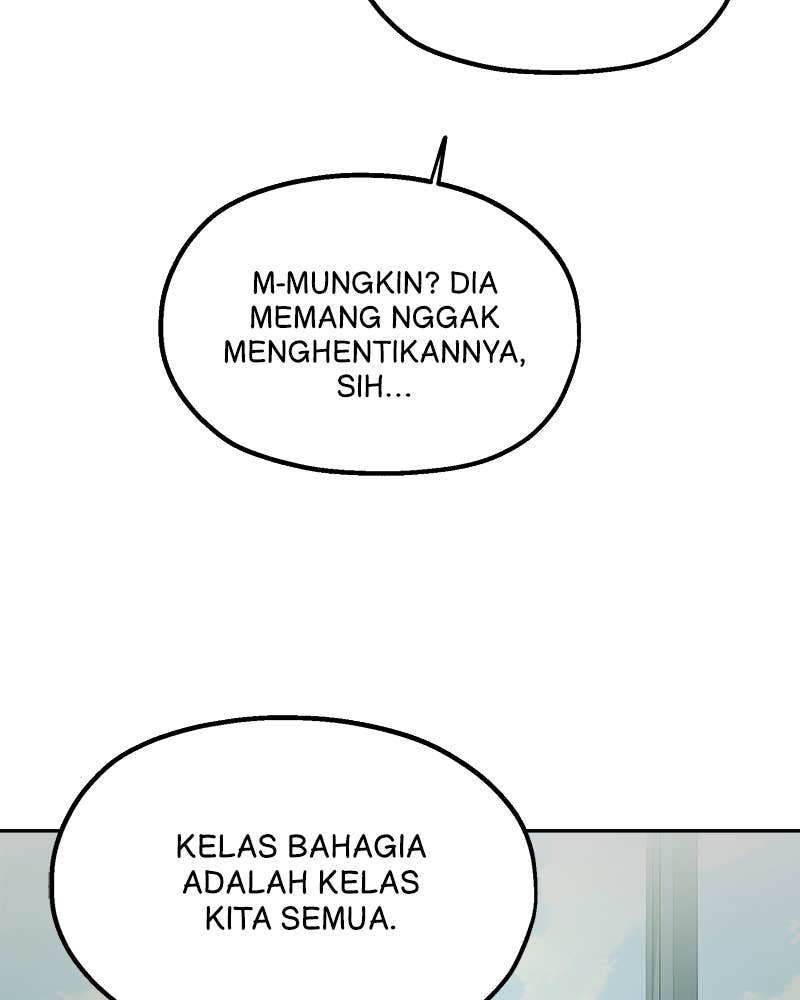 M-MUNGKIN? DIA
MEMANG NGGAK
MENGHENTIKANNYA,
SIH...
KELAS BAHAGIA
ADALAH KELAS
KITA SEMUA.